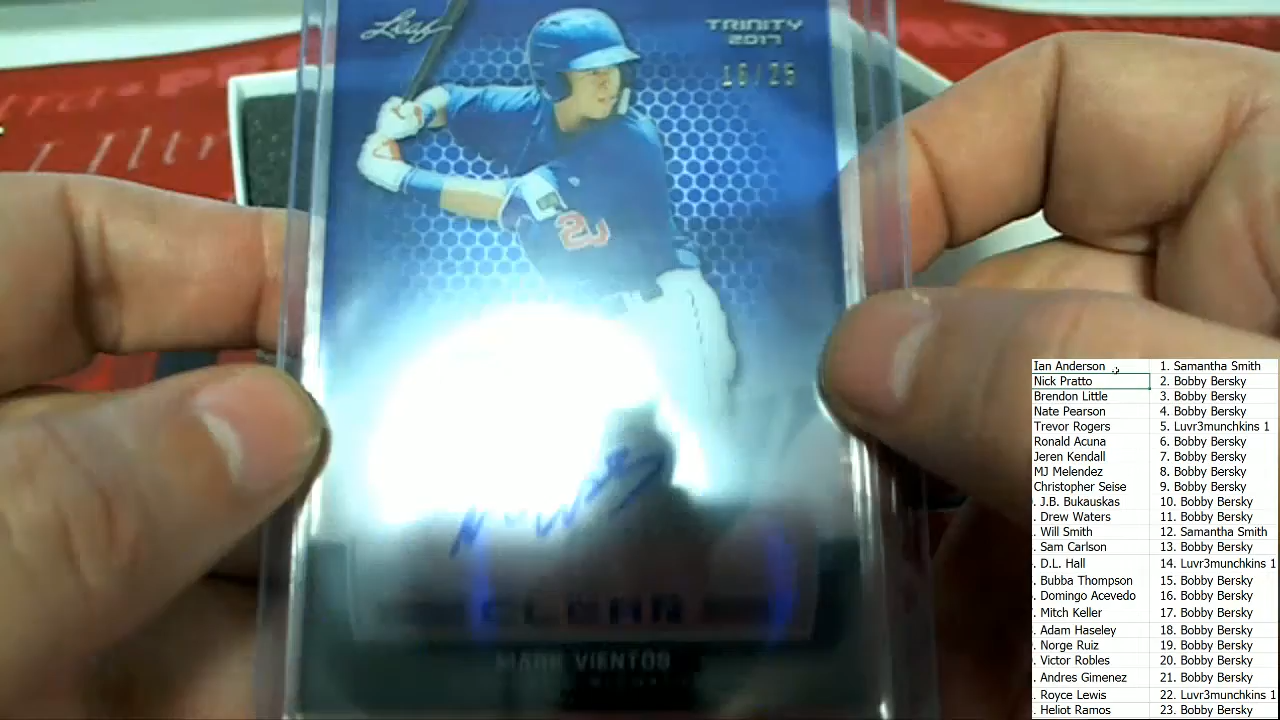 Leaf
TRINITY
2017
16/25
2
CLEAR
MARK VIENTOS
Ian Anderson 1. Samantha Smith
Nick Pratto 2. Bobby Bersky
Brendon Little 3. Bobby Bersky
Nate Pearson 4. Bobby Bersky
Trevor Rogers 5. Luvr3munchkins 1
Ronald Acuna 6. Bobby Bersky
Jeren Kendall 7. Bobby Bersky
MJ Melendez 8. Bobby Bersky
Christopher Seise 9. Bobby Bersky
. J.B. Bukauskas 10. Bobby Bersky
. Drew Waters 11. Bobby Bersky
. Will Smith 12. Samantha Smith
. Sam Carlson 13. Bobby Bersky
. D.L. Hall 14. Luvr3munchkins 1
. Bubba Thompson 15. Bobby Bersky
. Domingo Acevedo 16. Bobby Bersky
. Mitch Keller 17. Bobby Bersky
. Adam Haseley 18. Bobby Bersky
. Norge Ruiz 19. Bobby Bersky
. Victor Robles 20. Bobby Bersky
. Andres Gimenez 21. Bobby Bersky
. Royce Lewis 22. Luvr3munchkins 1
. Heliot Ramos 23. Bobby Bersky